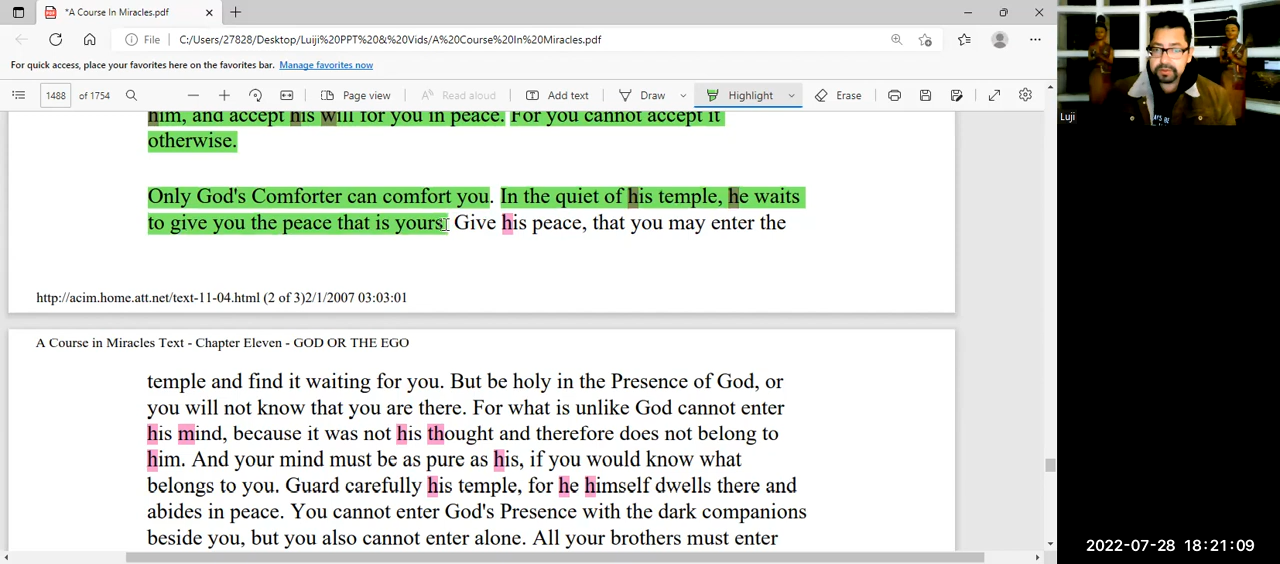 *A Course In Miracles.pdf
File C:/Users/27828/Desktop/Luiji%20PPT%20&%20Vids/A%20Course%20In%20Miracles.pdf
For quick access, place your favorites here on the favorites bar. Manage favorites now
1488 of 1754 Page view Read aloud Add text Draw Highlight Erase
him, and accept his will for you in peace. For you cannot accept it
otherwise.
Only God's Comforter can comfort you. In the quiet of his temple, he waits
to give you the peace that is yours. Give his peace, that you may enter the
http://acim.home.att.net/text-11-04.html (2 of 3)2/1/2007 03:03:01
A Course in Miracles Text - Chapter Eleven - GOD OR THE EGO
temple and find it waiting for you. But be holy in the Presence of God, or
you will not know that you are there. For what is unlike God cannot enter
his mind, because it was not his thought and therefore does not belong to
him. And your mind must be as pure as his, if you would know what
belongs to you. Guard carefully his temple, for he himself dwells there and
abides in peace. You cannot enter God's Presence with the dark companions
beside you, but you also cannot enter alone. All your brothers must enter
Luji
2022-07-28 18:21:09